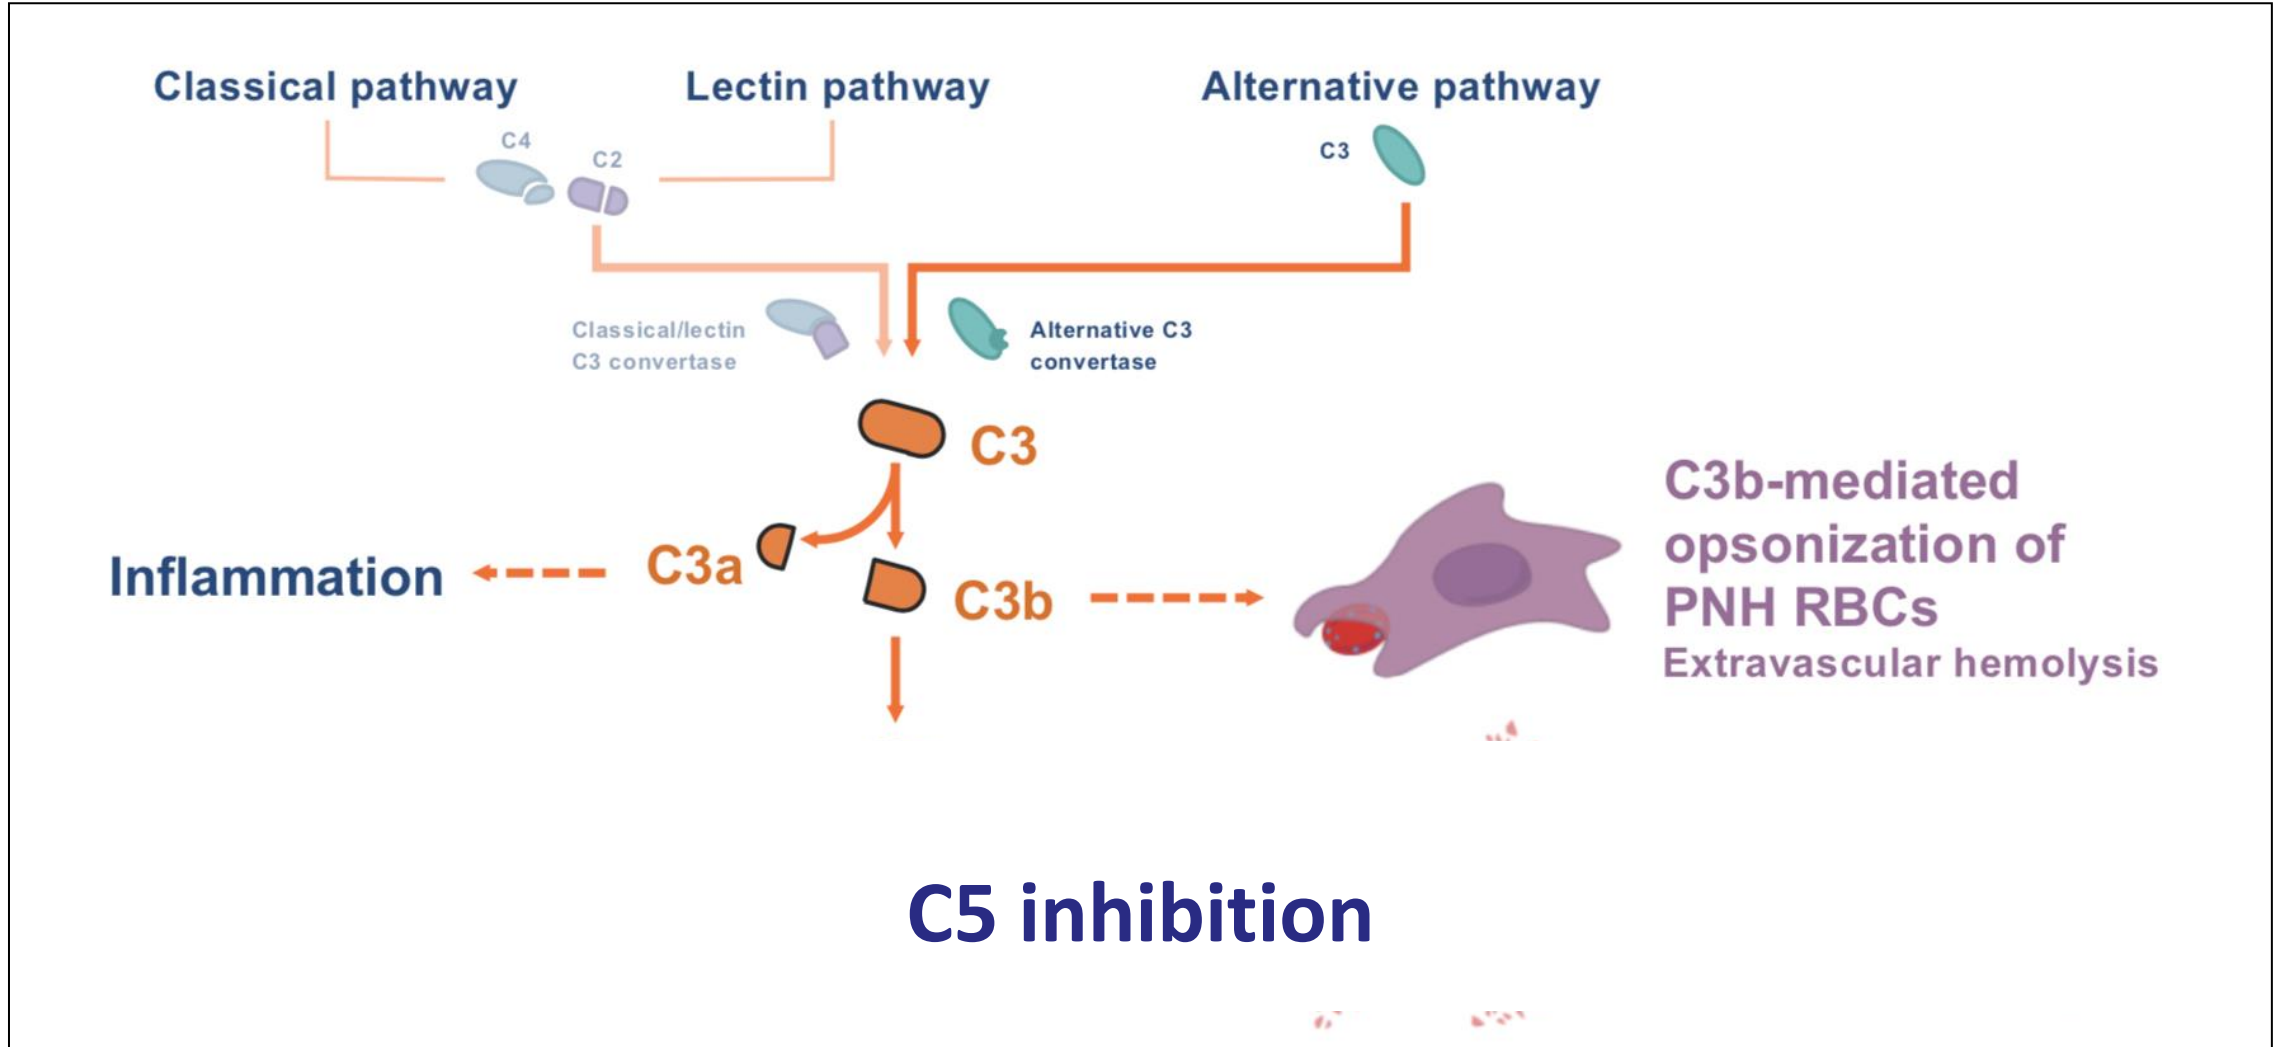 Classical pathway
Lectin pathway
Alternative pathway
C4
C2
C3
Classical/lectin
C3 convertase
Alternative C3
convertase
C3
C3a
Inflammation
C3b
C3b-mediated
opsonization of
PNH RBCs
Extravascular hemolysis
C5 inhibition